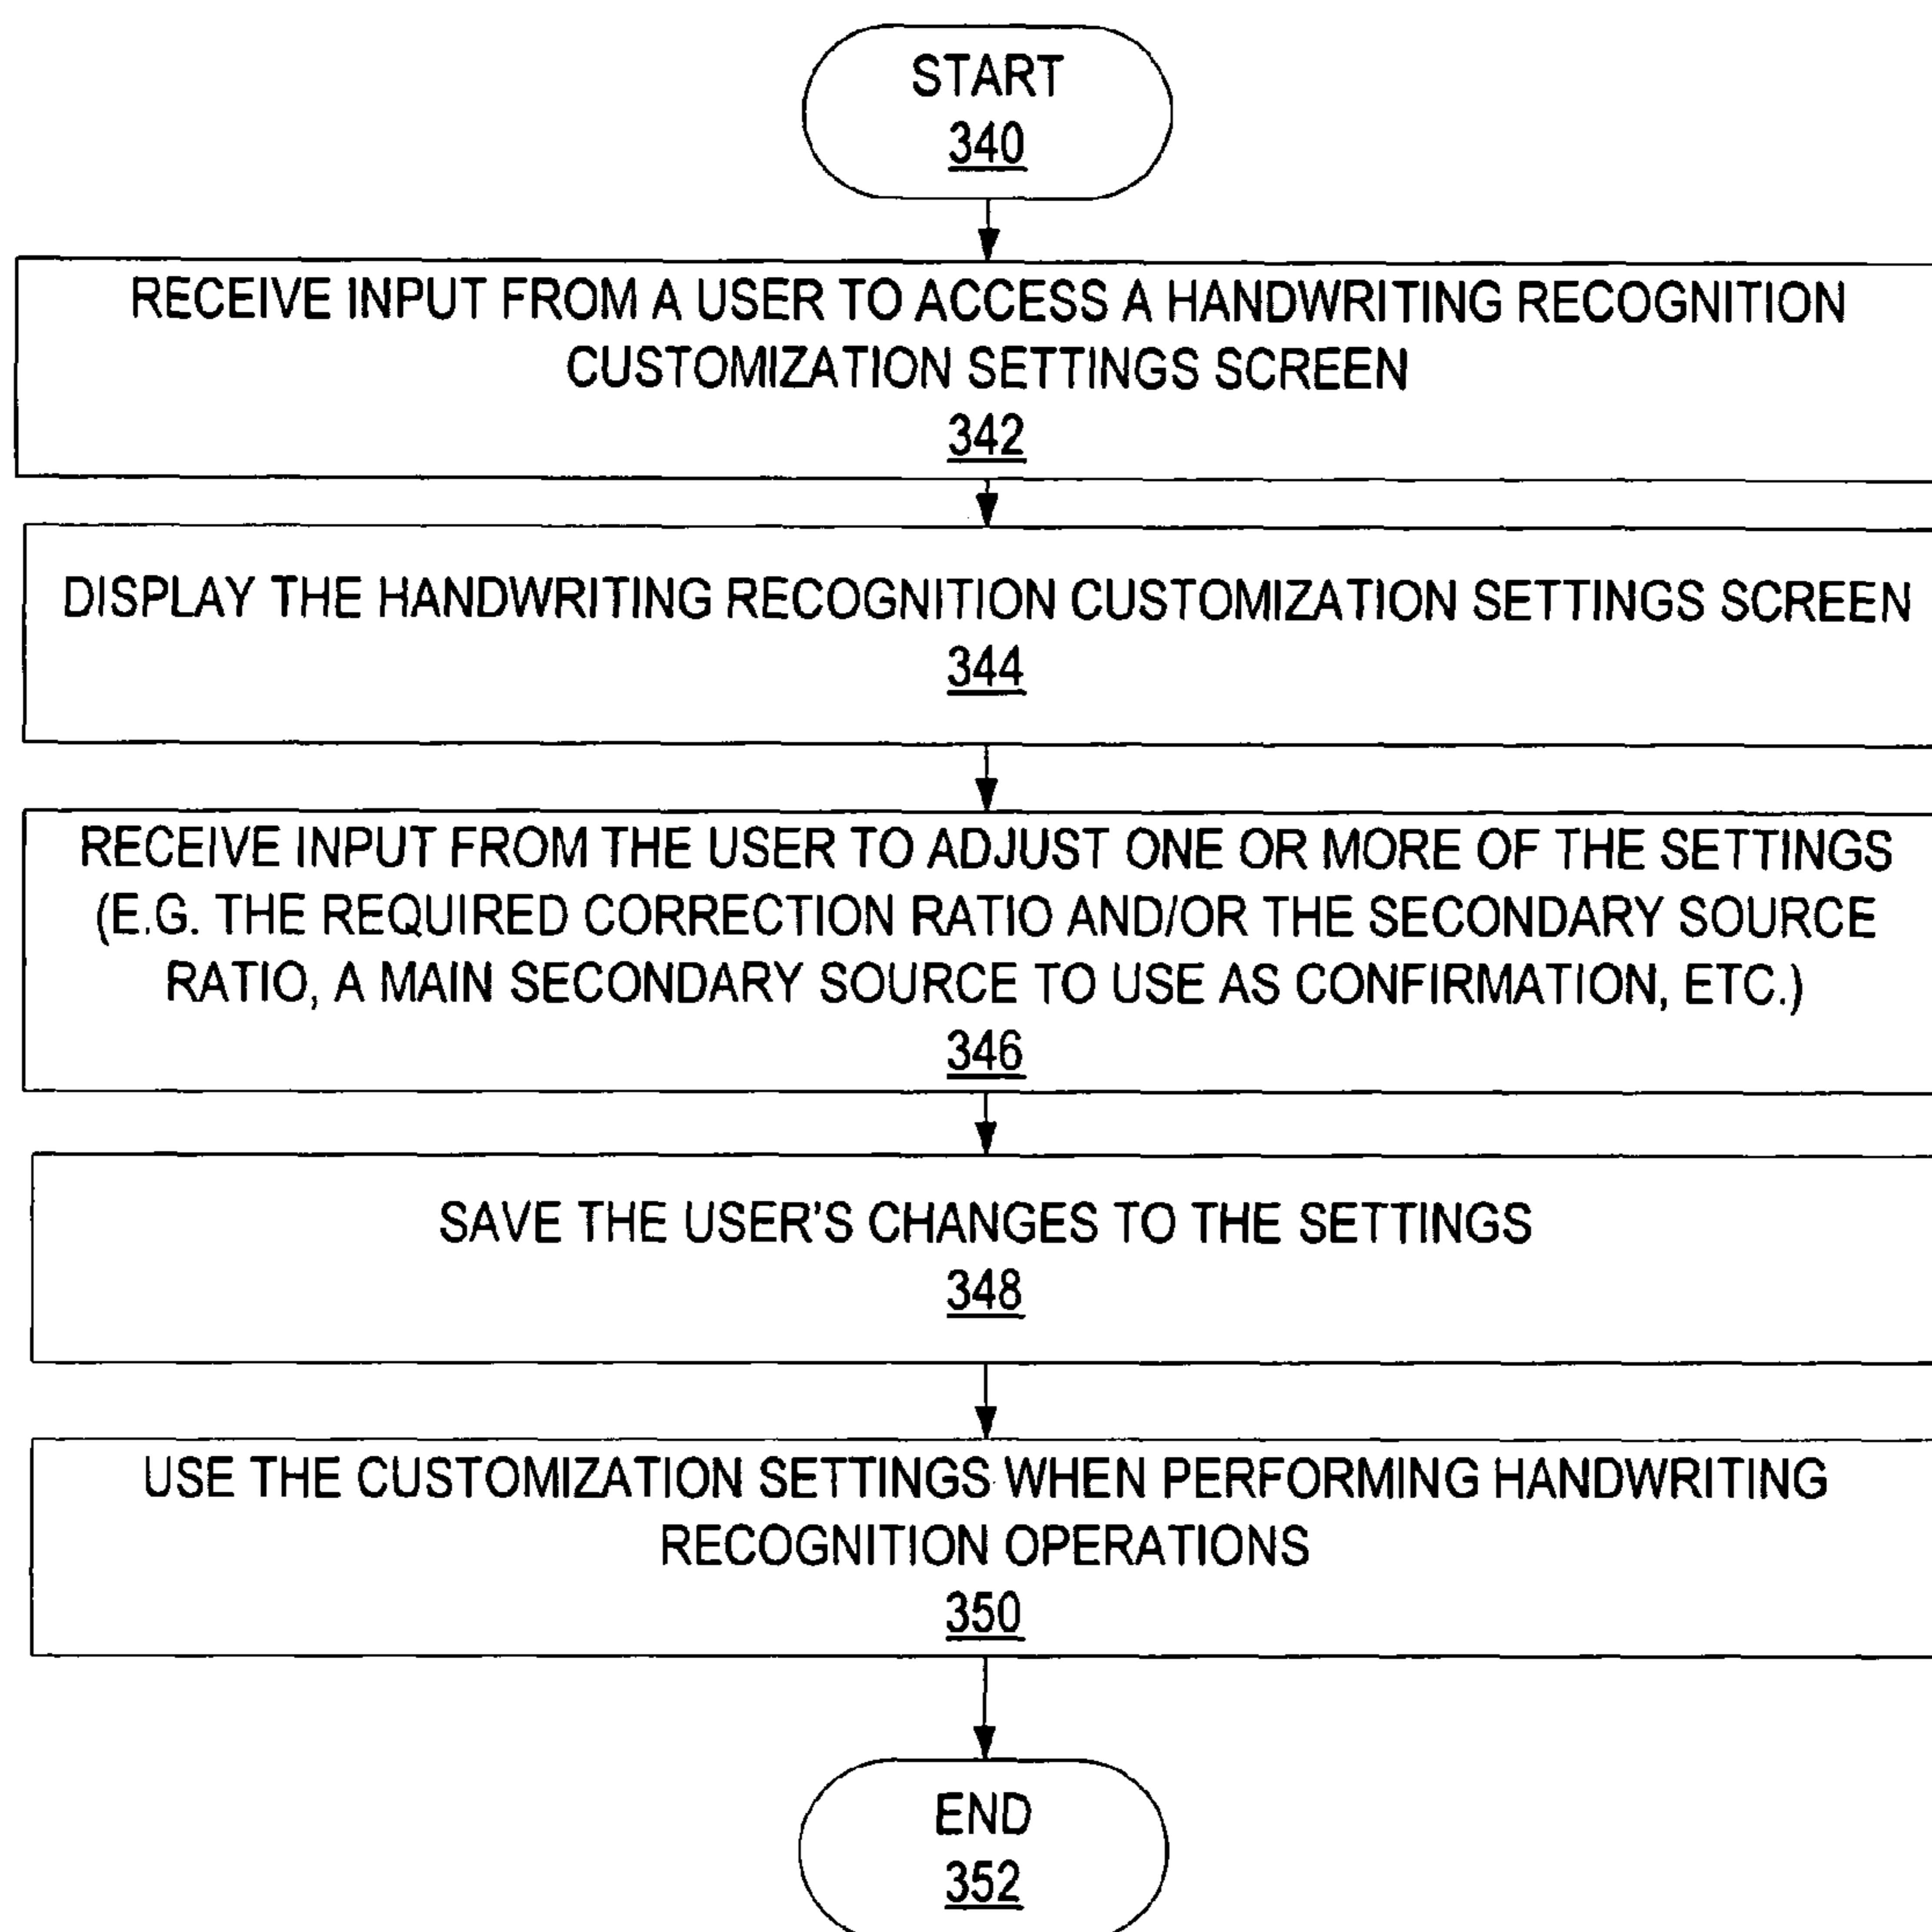 START
340
RECEIVE INPUT FROM A USER TO ACCESS A HANDWRITING RECOGNITION
CUSTOMIZATION SETTINGS SCREEN
342
DISPLAY THE HANDWRITING RECOGNITION CUSTOMIZATION SETTINGS SCREEN
344
RECEIVE INPUT FROM THE USER TO ADJUST ONE OR MORE OF THE SETTINGS
(E.G. THE REQUIRED CORRECTION RATIO AND/OR THE SECONDARY SOURCE
RATIO, A MAIN SECONDARY SOURCE TO USE AS CONFIRMATION, ETC.)
346
SAVE THE USER'S CHANGES TO THE SETTINGS
348
USE THE CUSTOMIZATION SETTINGS WHEN PERFORMING HANDWRITING
RECOGNITION OPERATIONS
350
END
352